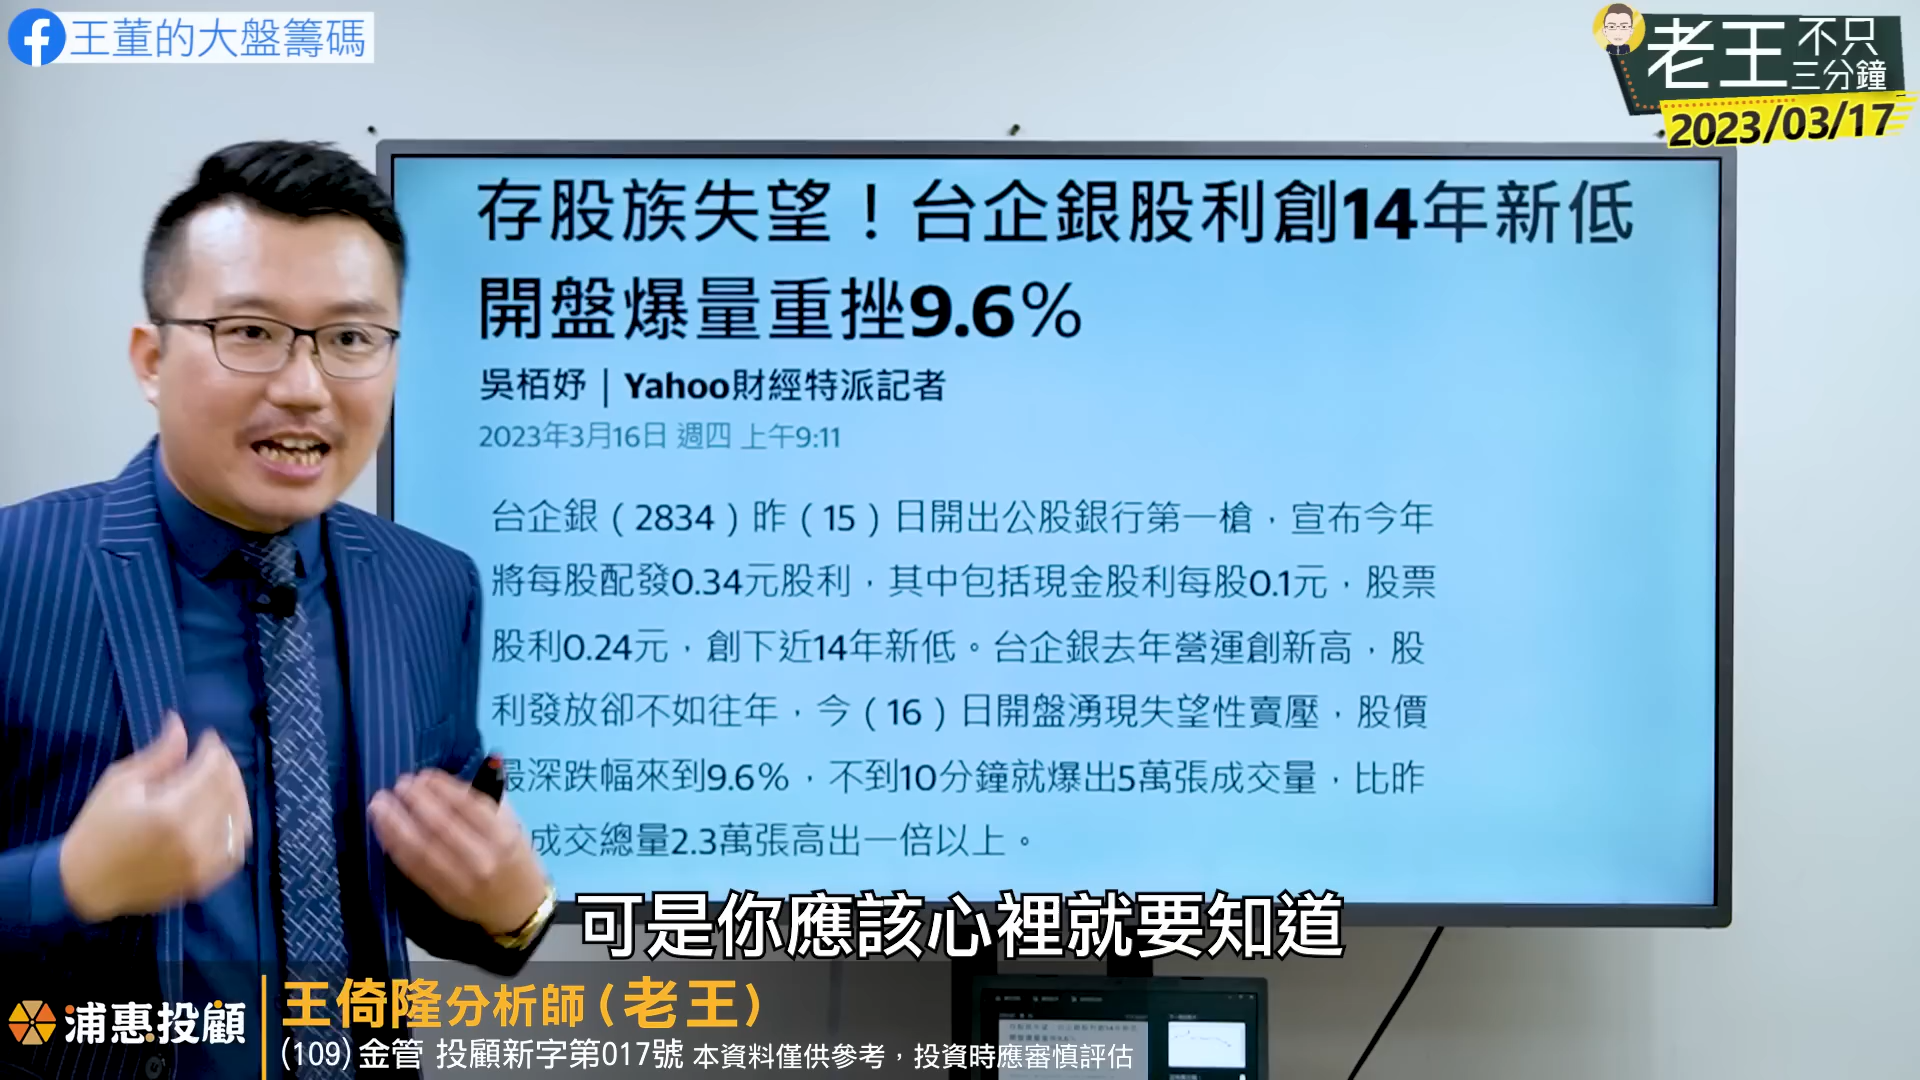 王董的大盤籌碼
老王不只三分鐘
2023/03/17
存股族失望！台企銀股利創14年新低
開盤爆量重挫9.6%
吳栢妤｜Yahoo財經特派記者
2023年3月16日 週四 上午9:11
台企銀（2834）昨（15）日開出公股銀行第一槍，宣布今年
將每股配發0.34元股利，其中包括現金股利每股0.1元，股票
股利0.24元，創下近14年新低。台企銀去年營運創新高，股
利發放卻不如往年，今（16）日開盤湧現失望性賣壓，股價
最深跌幅來到9.6%，不到10分鐘就爆出5萬張成交量，比昨
成交總量2.3萬張高出一倍以上。
可是你應該心裡就要知道
浦惠投顧
王倚隆分析師(老王)
(109)金管 投顧新字第017號 本資料僅供參考，投資時應審慎評估